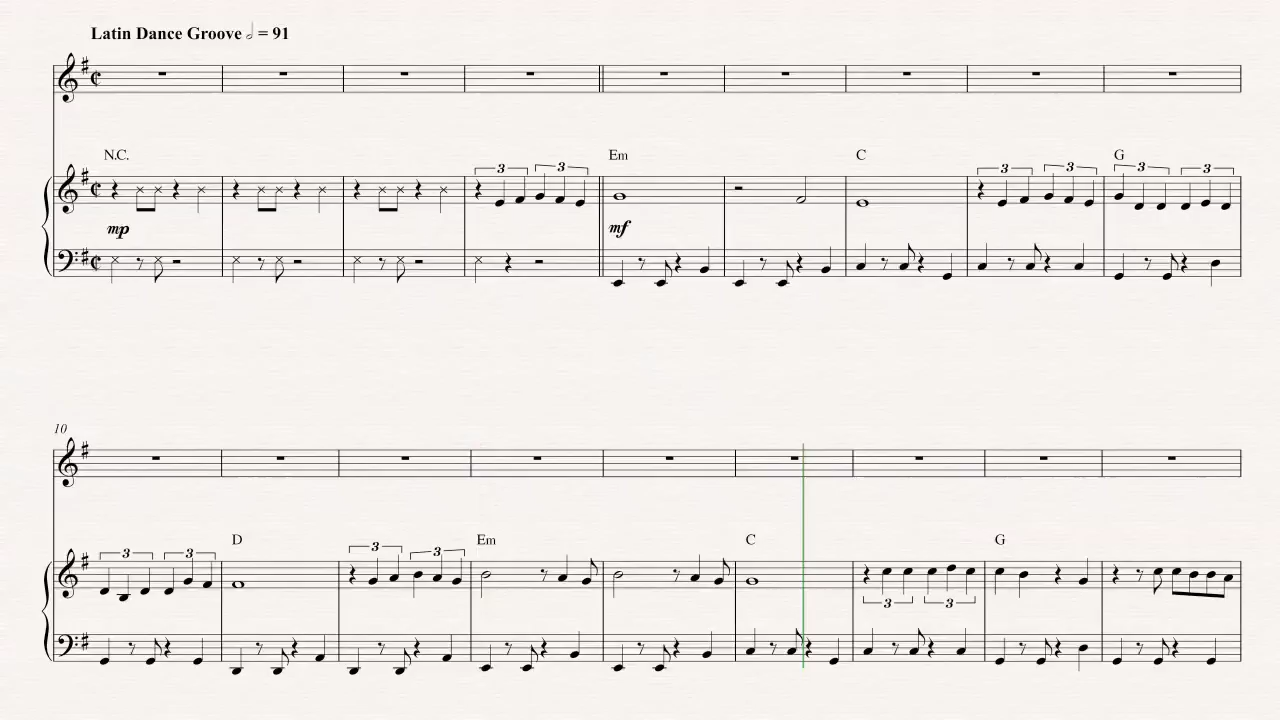 Latin Dance Groove 𝅗𝅥 = 91
N.C. Em C G
3 3 3 3 3 3
mp mf
10
D Em C G
3 3 3 3
3 3